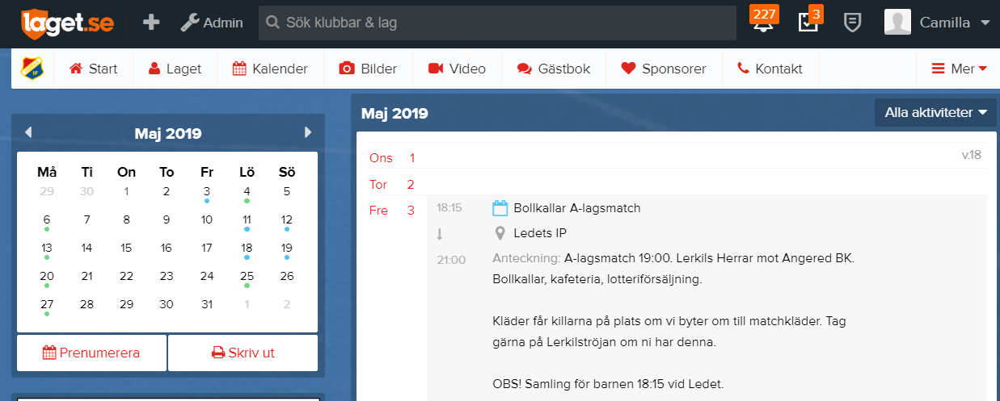 laget.se
Admin
Sök klubbar & lag
227
3
Camilla
IF
Start
Laget
Kalender
Bilder
Video
Gästbok
Sponsorer
Kontakt
Mer
Maj 2019
Må Ti On To Fr Lö Sö
29 30 1 2 3 4 5
6 7 8 9 10 11 12
13 14 15 16 17 18 19
20 21 22 23 24 25 26
27 28 29 30 31 1 2
Prenumerera
Skriv ut
Maj 2019
Alla aktiviteter
Ons 1 v.18
Tor 2
Fre 3 18:15 Bollkallar A-lagsmatch
Ledets IP
21:00 Anteckning: A-lagsmatch 19:00. Lerkils Herrar mot Angered BK.
Bollkallar, kafeteria, lotteriförsäljning.
Kläder får killarna på plats om vi byter om till matchkläder. Tag
gärna på Lerkilströjan om ni har denna.
OBS! Samling för barnen 18:15 vid Ledet.